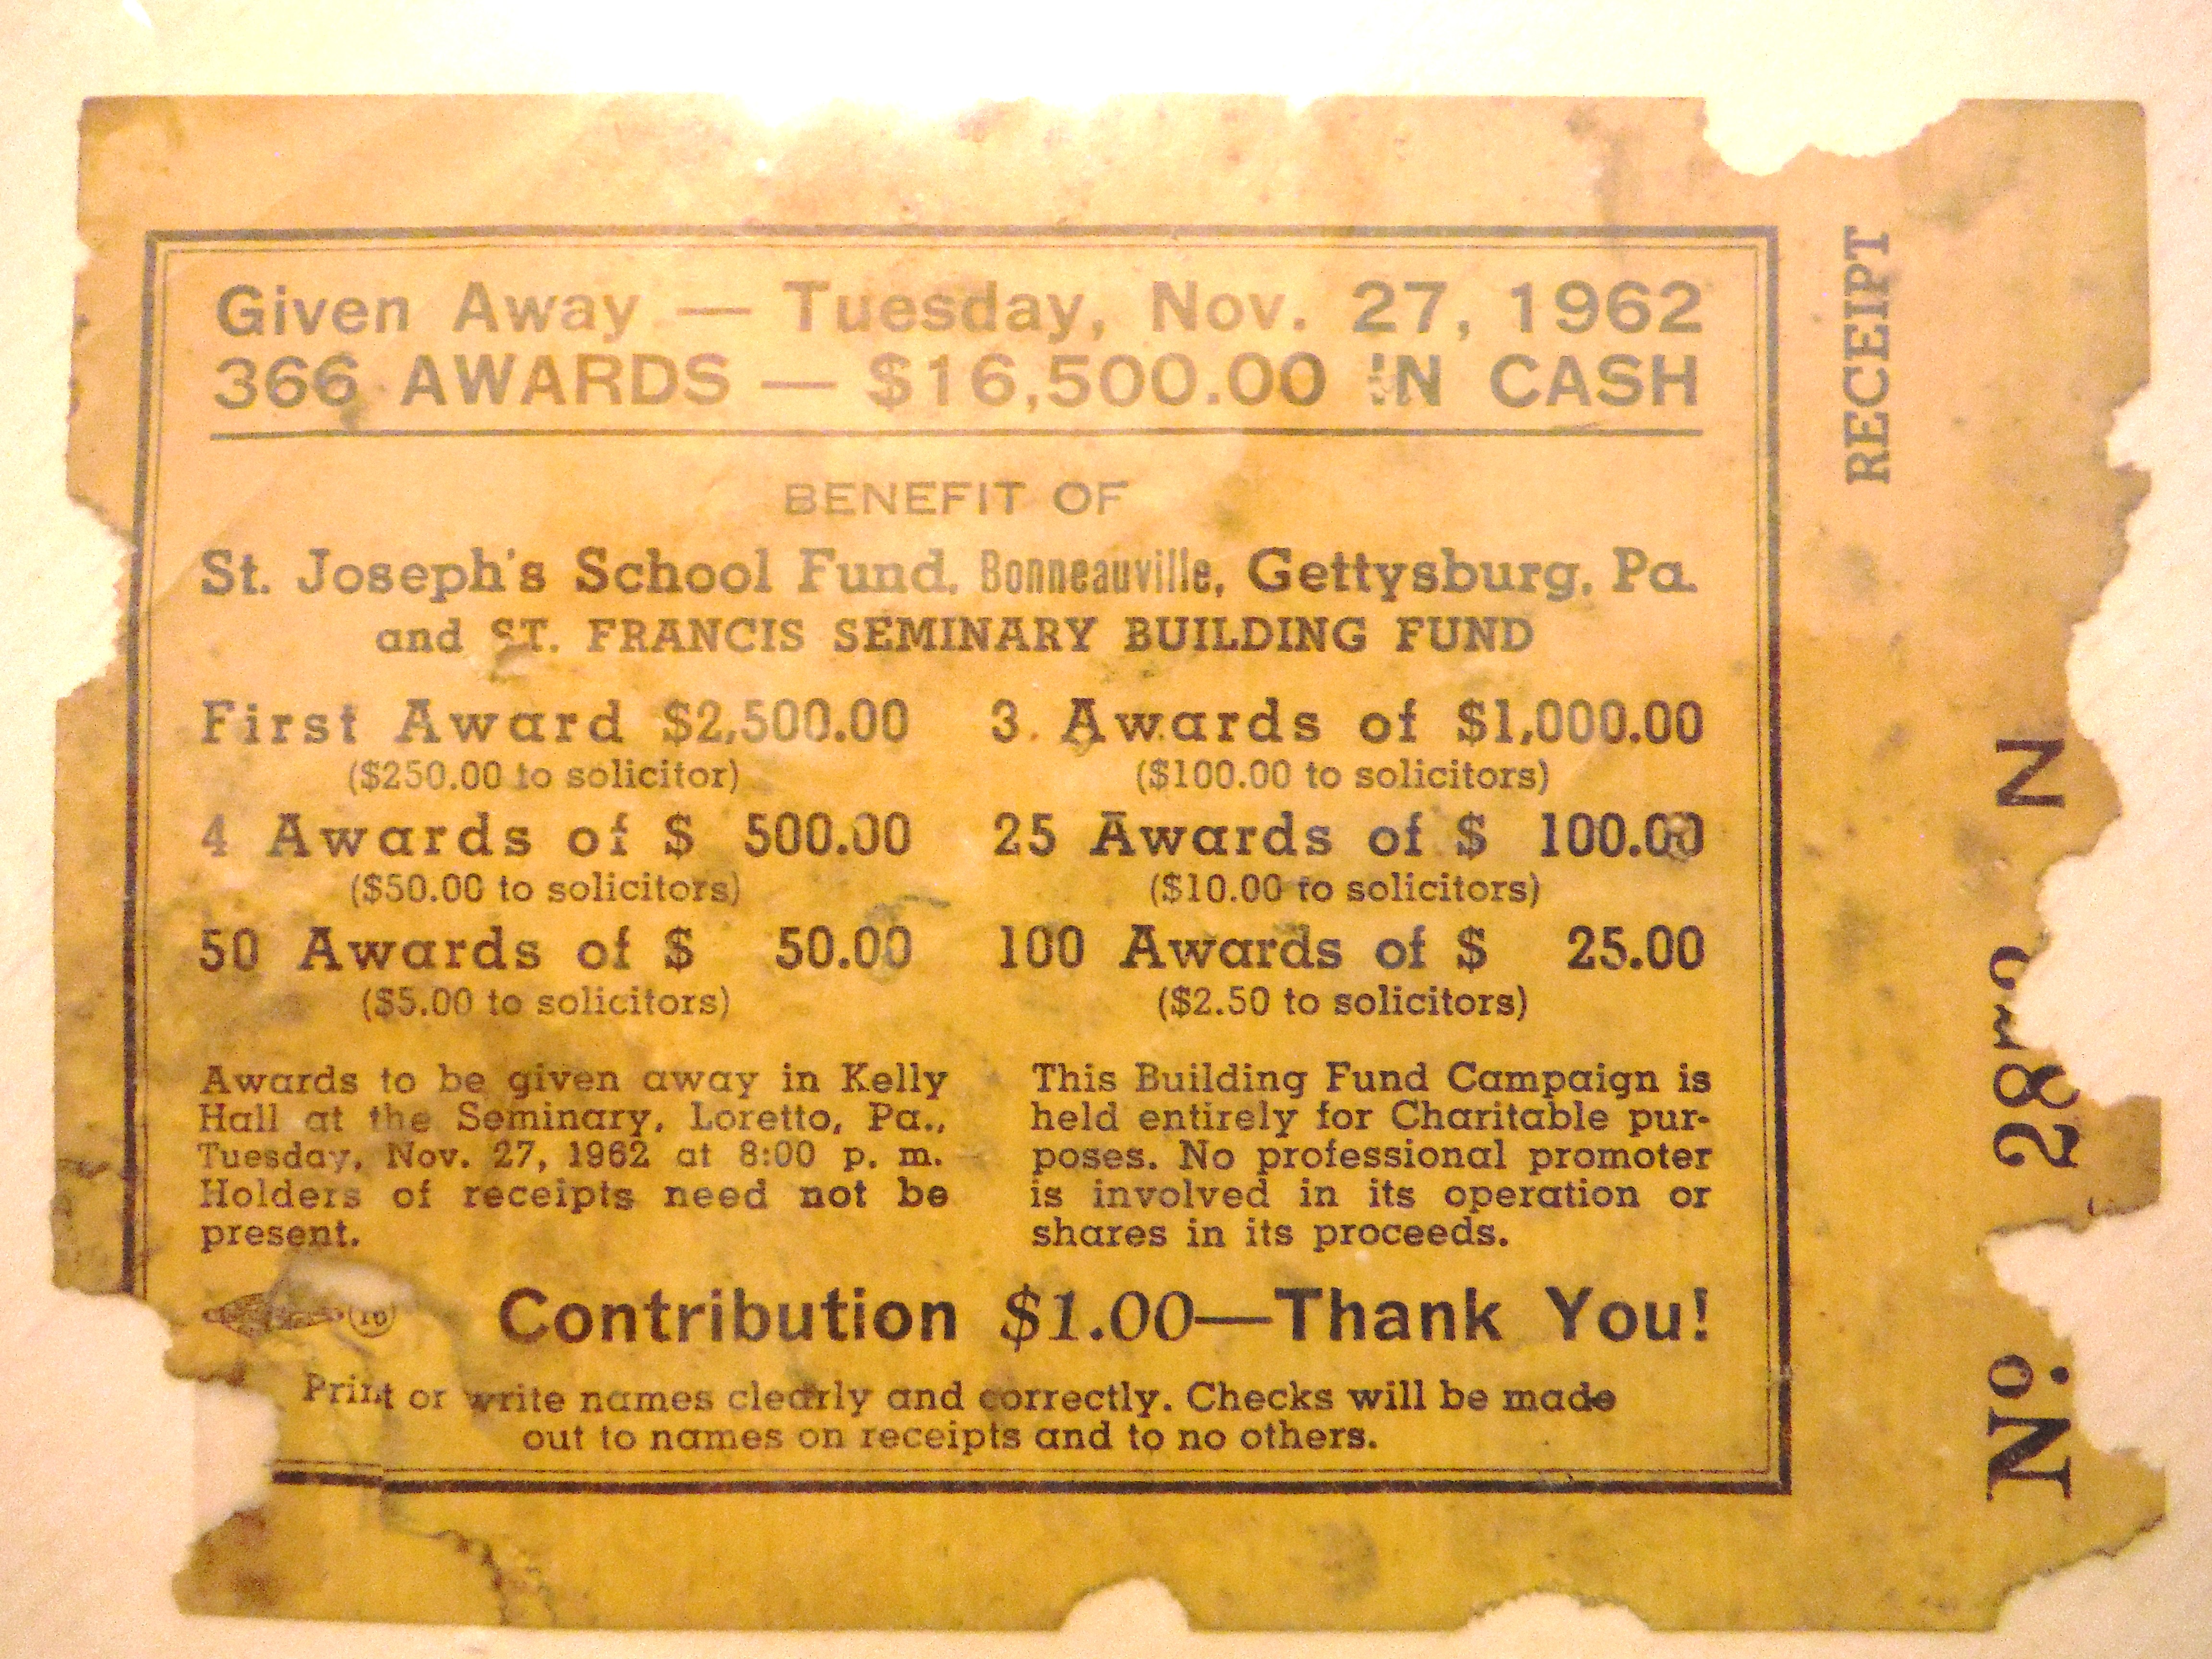 Given Away — Tuesday, Nov. 27, 1962
366 AWARDS — $16,500.00 IN CASH
BENEFIT OF
St. Joseph's School Fund, Bonneauville, Gettysburg, Pa.
and ST. FRANCIS SEMINARY BUILDING FUND
First Award $2,500.00
($250.00 to solicitor)
3 Awards of $1,000.00
($100.00 to solicitors)
4 Awards of $ 500.00
($50.00 to solicitors)
25 Awards of $ 100.00
($10.00 to solicitors)
50 Awards of $ 50.00
($5.00 to solicitors)
100 Awards of $ 25.00
($2.50 to solicitors)
Awards to be given away in Kelly
Hall at the Seminary, Loretto, Pa.,
Tuesday, Nov. 27, 1962 at 8:00 p. m.
Holders of receipts need not be
present.
This Building Fund Campaign is
held entirely for Charitable pur-
poses. No professional promoter
is involved in its operation or
shares in its proceeds.
Contribution $1.00—Thank You!
Print or write names clearly and correctly. Checks will be made
out to names on receipts and to no others.
RECEIPT
No. N